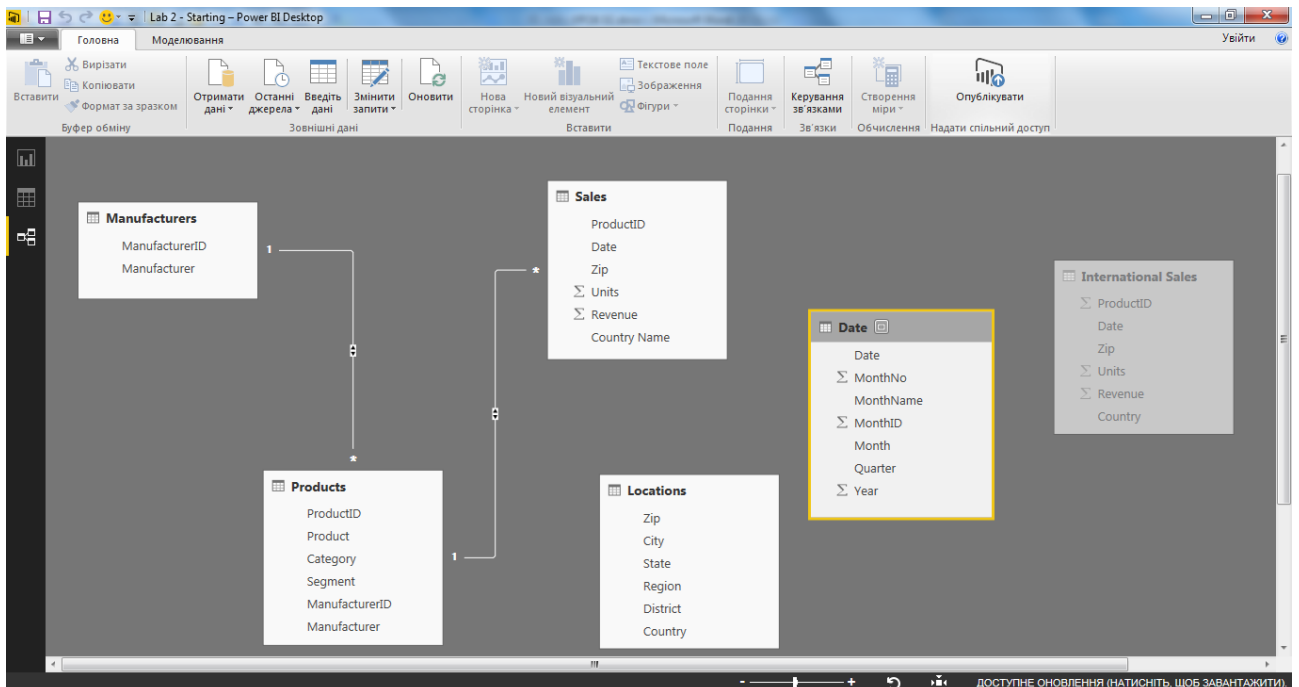 Lab 2 - Starting – Power BI Desktop
Головна Моделювання Увійти
Вставити
Вирізати
Копіювати
Формат за зразком
Буфер обміну
Отримати дані
Останні джерела
Введіть дані
Змінити запити
Оновити
Зовнішні дані
Нова сторінка
Новий візуальний елемент
Текстове поле
Зображення
Фігури
Вставити
Подання сторінки
Подання
Керування зв'язками
Зв'язки
Створення міри
Обчислення
Опублікувати
Надати спільний доступ
Manufacturers
ManufacturerID
Manufacturer
1
*
Sales
ProductID
Date
Zip
Σ Units
Σ Revenue
Country Name
*
1
Products
ProductID
Product
Category
Segment
ManufacturerID
Manufacturer
Locations
Zip
City
State
Region
District
Country
Date
Date
Σ MonthNo
MonthName
Σ MonthID
Month
Quarter
Σ Year
International Sales
Σ ProductID
Date
Zip
Σ Units
Σ Revenue
Country
- +
ДОСТУПНЕ ОНОВЛЕННЯ (НАТИСНІТЬ, ЩОБ ЗАВАНТАЖИТИ).